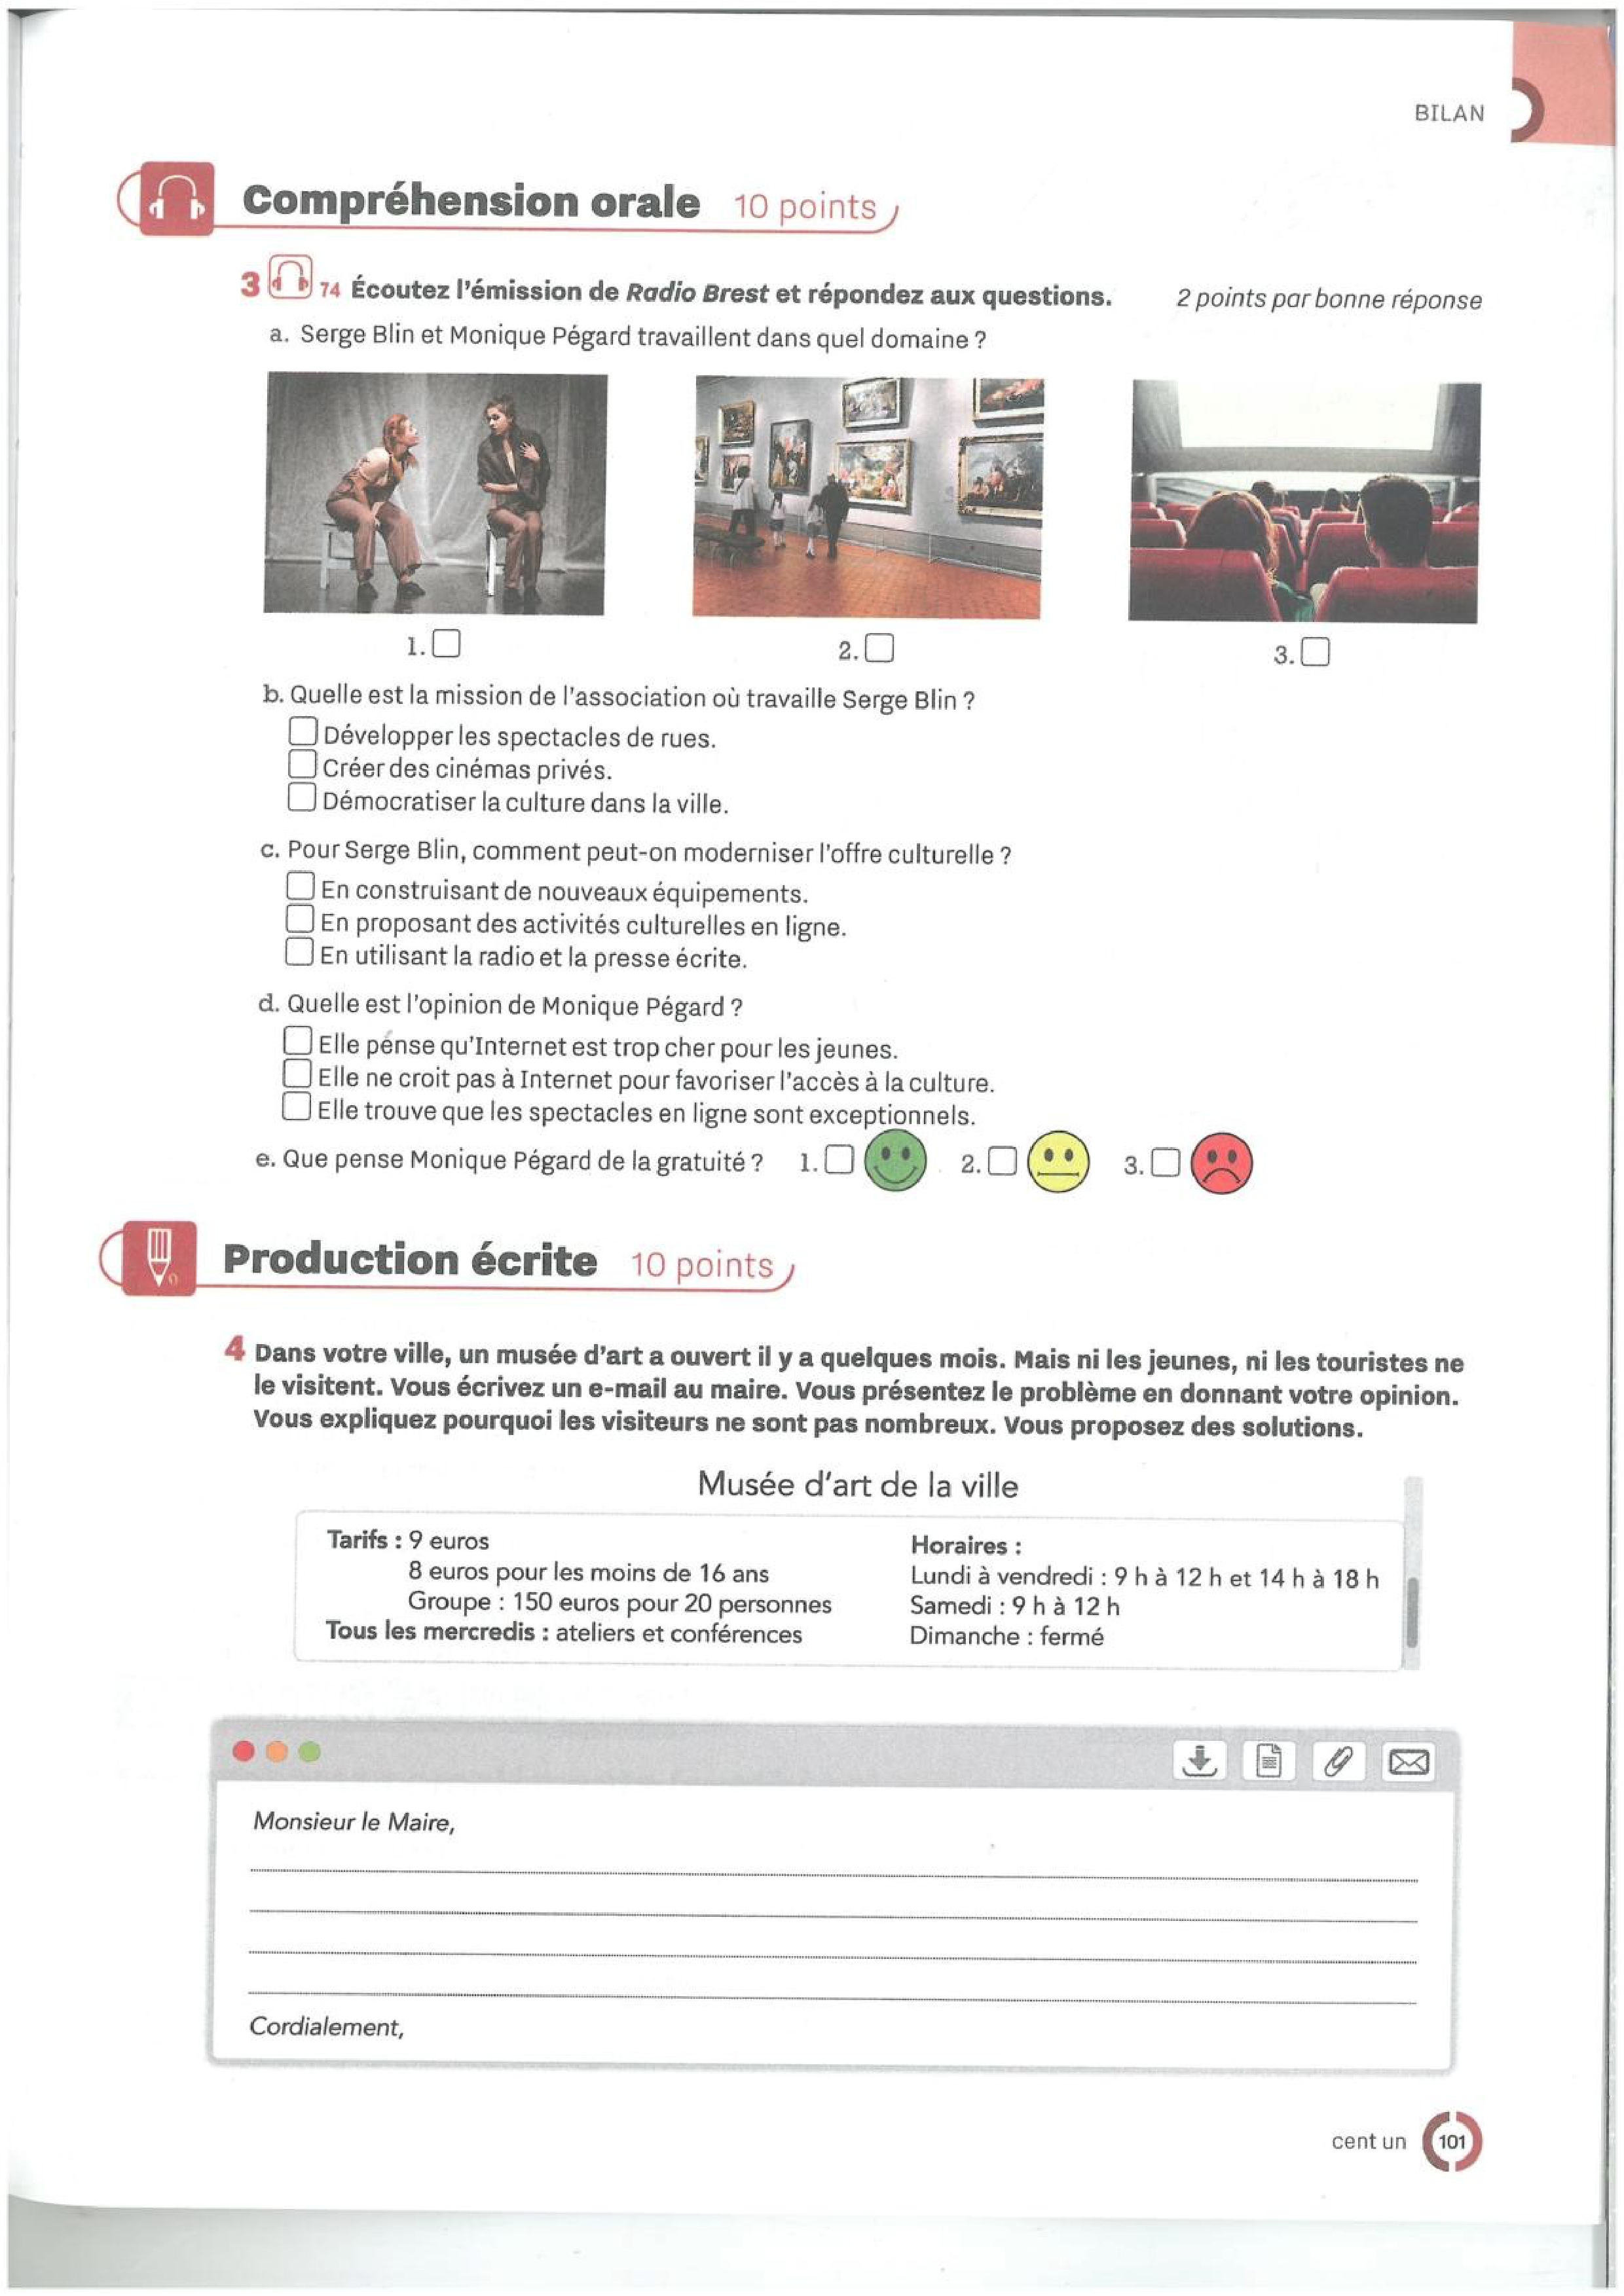 BILAN
Compréhension orale 10 points
3 74 Écoutez l'émission de Radio Brest et répondez aux questions. 2 points par bonne réponse
a. Serge Blin et Monique Pégard travaillent dans quel domaine ?
1. 2. 3.
b. Quelle est la mission de l'association où travaille Serge Blin ?
Développer les spectacles de rues.
Créer des cinémas privés.
Démocratiser la culture dans la ville.
c. Pour Serge Blin, comment peut-on moderniser l'offre culturelle ?
En construisant de nouveaux équipements.
En proposant des activités culturelles en ligne.
En utilisant la radio et la presse écrite.
d. Quelle est l'opinion de Monique Pégard ?
Elle pense qu'Internet est trop cher pour les jeunes.
Elle ne croit pas à Internet pour favoriser l'accès à la culture.
Elle trouve que les spectacles en ligne sont exceptionnels.
e. Que pense Monique Pégard de la gratuité ? 1. 2. 3.
Production écrite 10 points
4 Dans votre ville, un musée d'art a ouvert il y a quelques mois. Mais ni les jeunes, ni les touristes ne
le visitent. Vous écrivez un e-mail au maire. Vous présentez le problème en donnant votre opinion.
Vous expliquez pourquoi les visiteurs ne sont pas nombreux. Vous proposez des solutions.
Musée d'art de la ville
Tarifs : 9 euros
8 euros pour les moins de 16 ans
Groupe : 150 euros pour 20 personnes
Tous les mercredis : ateliers et conférences
Horaires :
Lundi à vendredi : 9 h à 12 h et 14 h à 18 h
Samedi : 9 h à 12 h
Dimanche : fermé
Monsieur le Maire,
Cordialement,
cent un 101